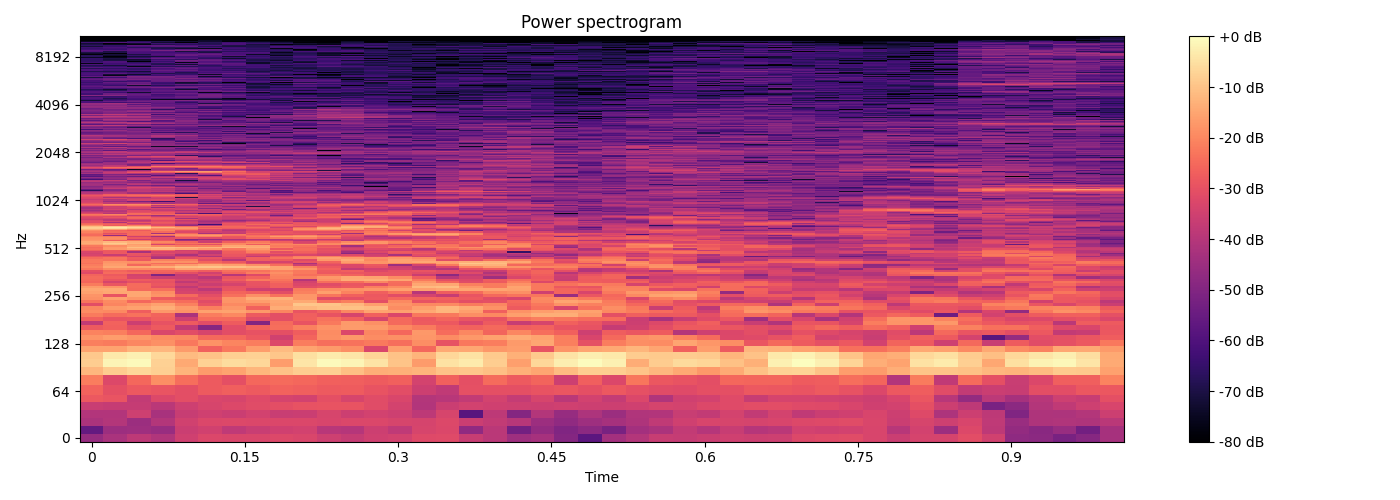 Power spectrogram
Hz
8192
4096
2048
1024
512
256
128
64
0
0 0.15 0.3 0.45 0.6 0.75 0.9
Time
+0 dB
-10 dB
-20 dB
-30 dB
-40 dB
-50 dB
-60 dB
-70 dB
-80 dB